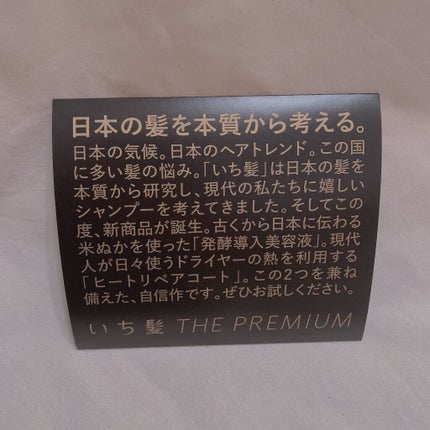 日本の髪を本質から考える。
日本の気候。日本のヘアトレンド。この国
に多い髪の悩み。「いち髪」は日本の髪を
本質から研究し、現代の私たちに嬉しい
シャンプーを考えてきました。そしてこの
度、新商品が誕生。古くから日本に伝わる
米ぬかを使った「発酵導入美容液」。現代
人が日々使うドライヤーの熱を利用する
「ヒートリペアコート」。この2つを兼ね
備えた、自信作です。ぜひお試しください。
いち髪 THE PREMIUM